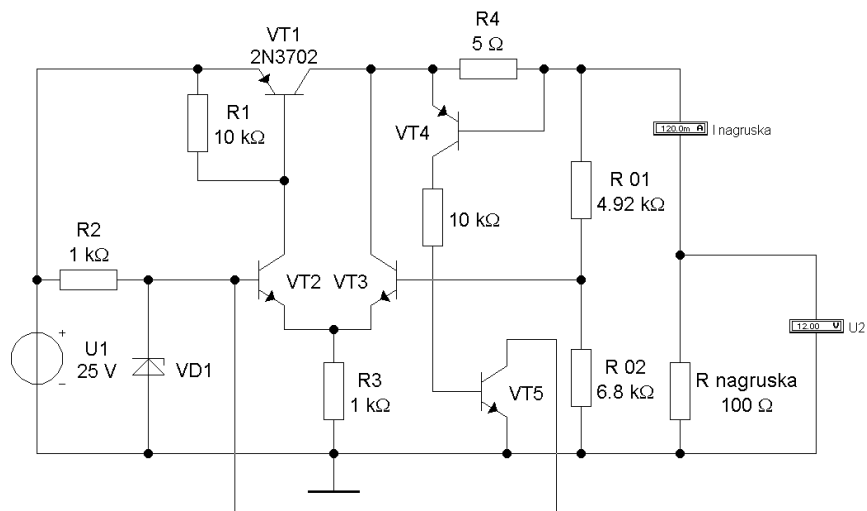 VT1
2N3702
R4
5 Ω
R1
10 kΩ
VT4
120.0m A
I nagruska
R 01
4.92 kΩ
10 kΩ
R2
1 kΩ
VT2
VT3
12.00 V
U2
+
U1
25 V
−
VD1
R3
1 kΩ
VT5
R 02
6.8 kΩ
R nagruska
100 Ω